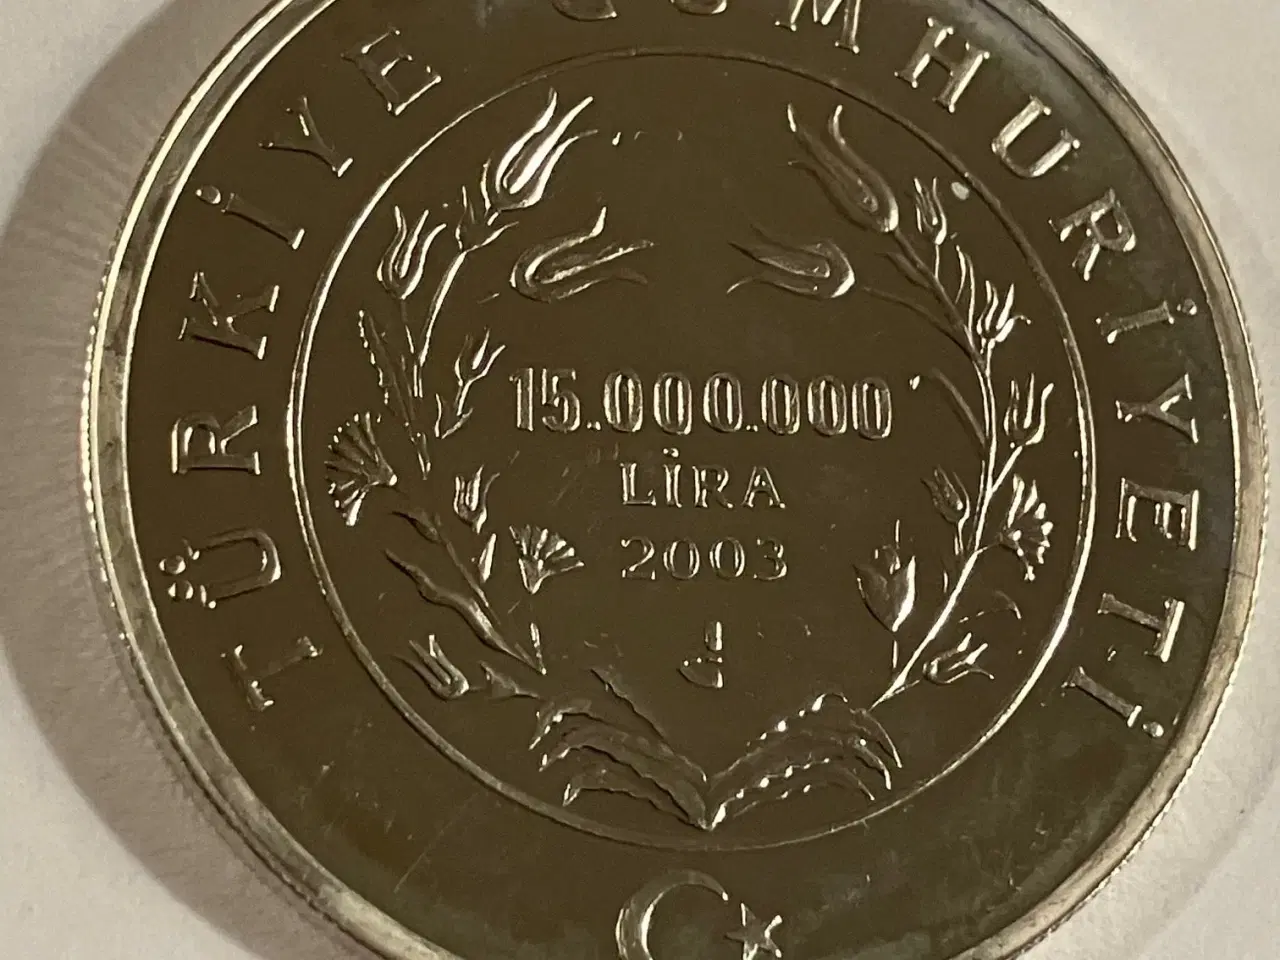 TÜRKİYE CUMHURİYETİ
15.000.000
LİRA
2003